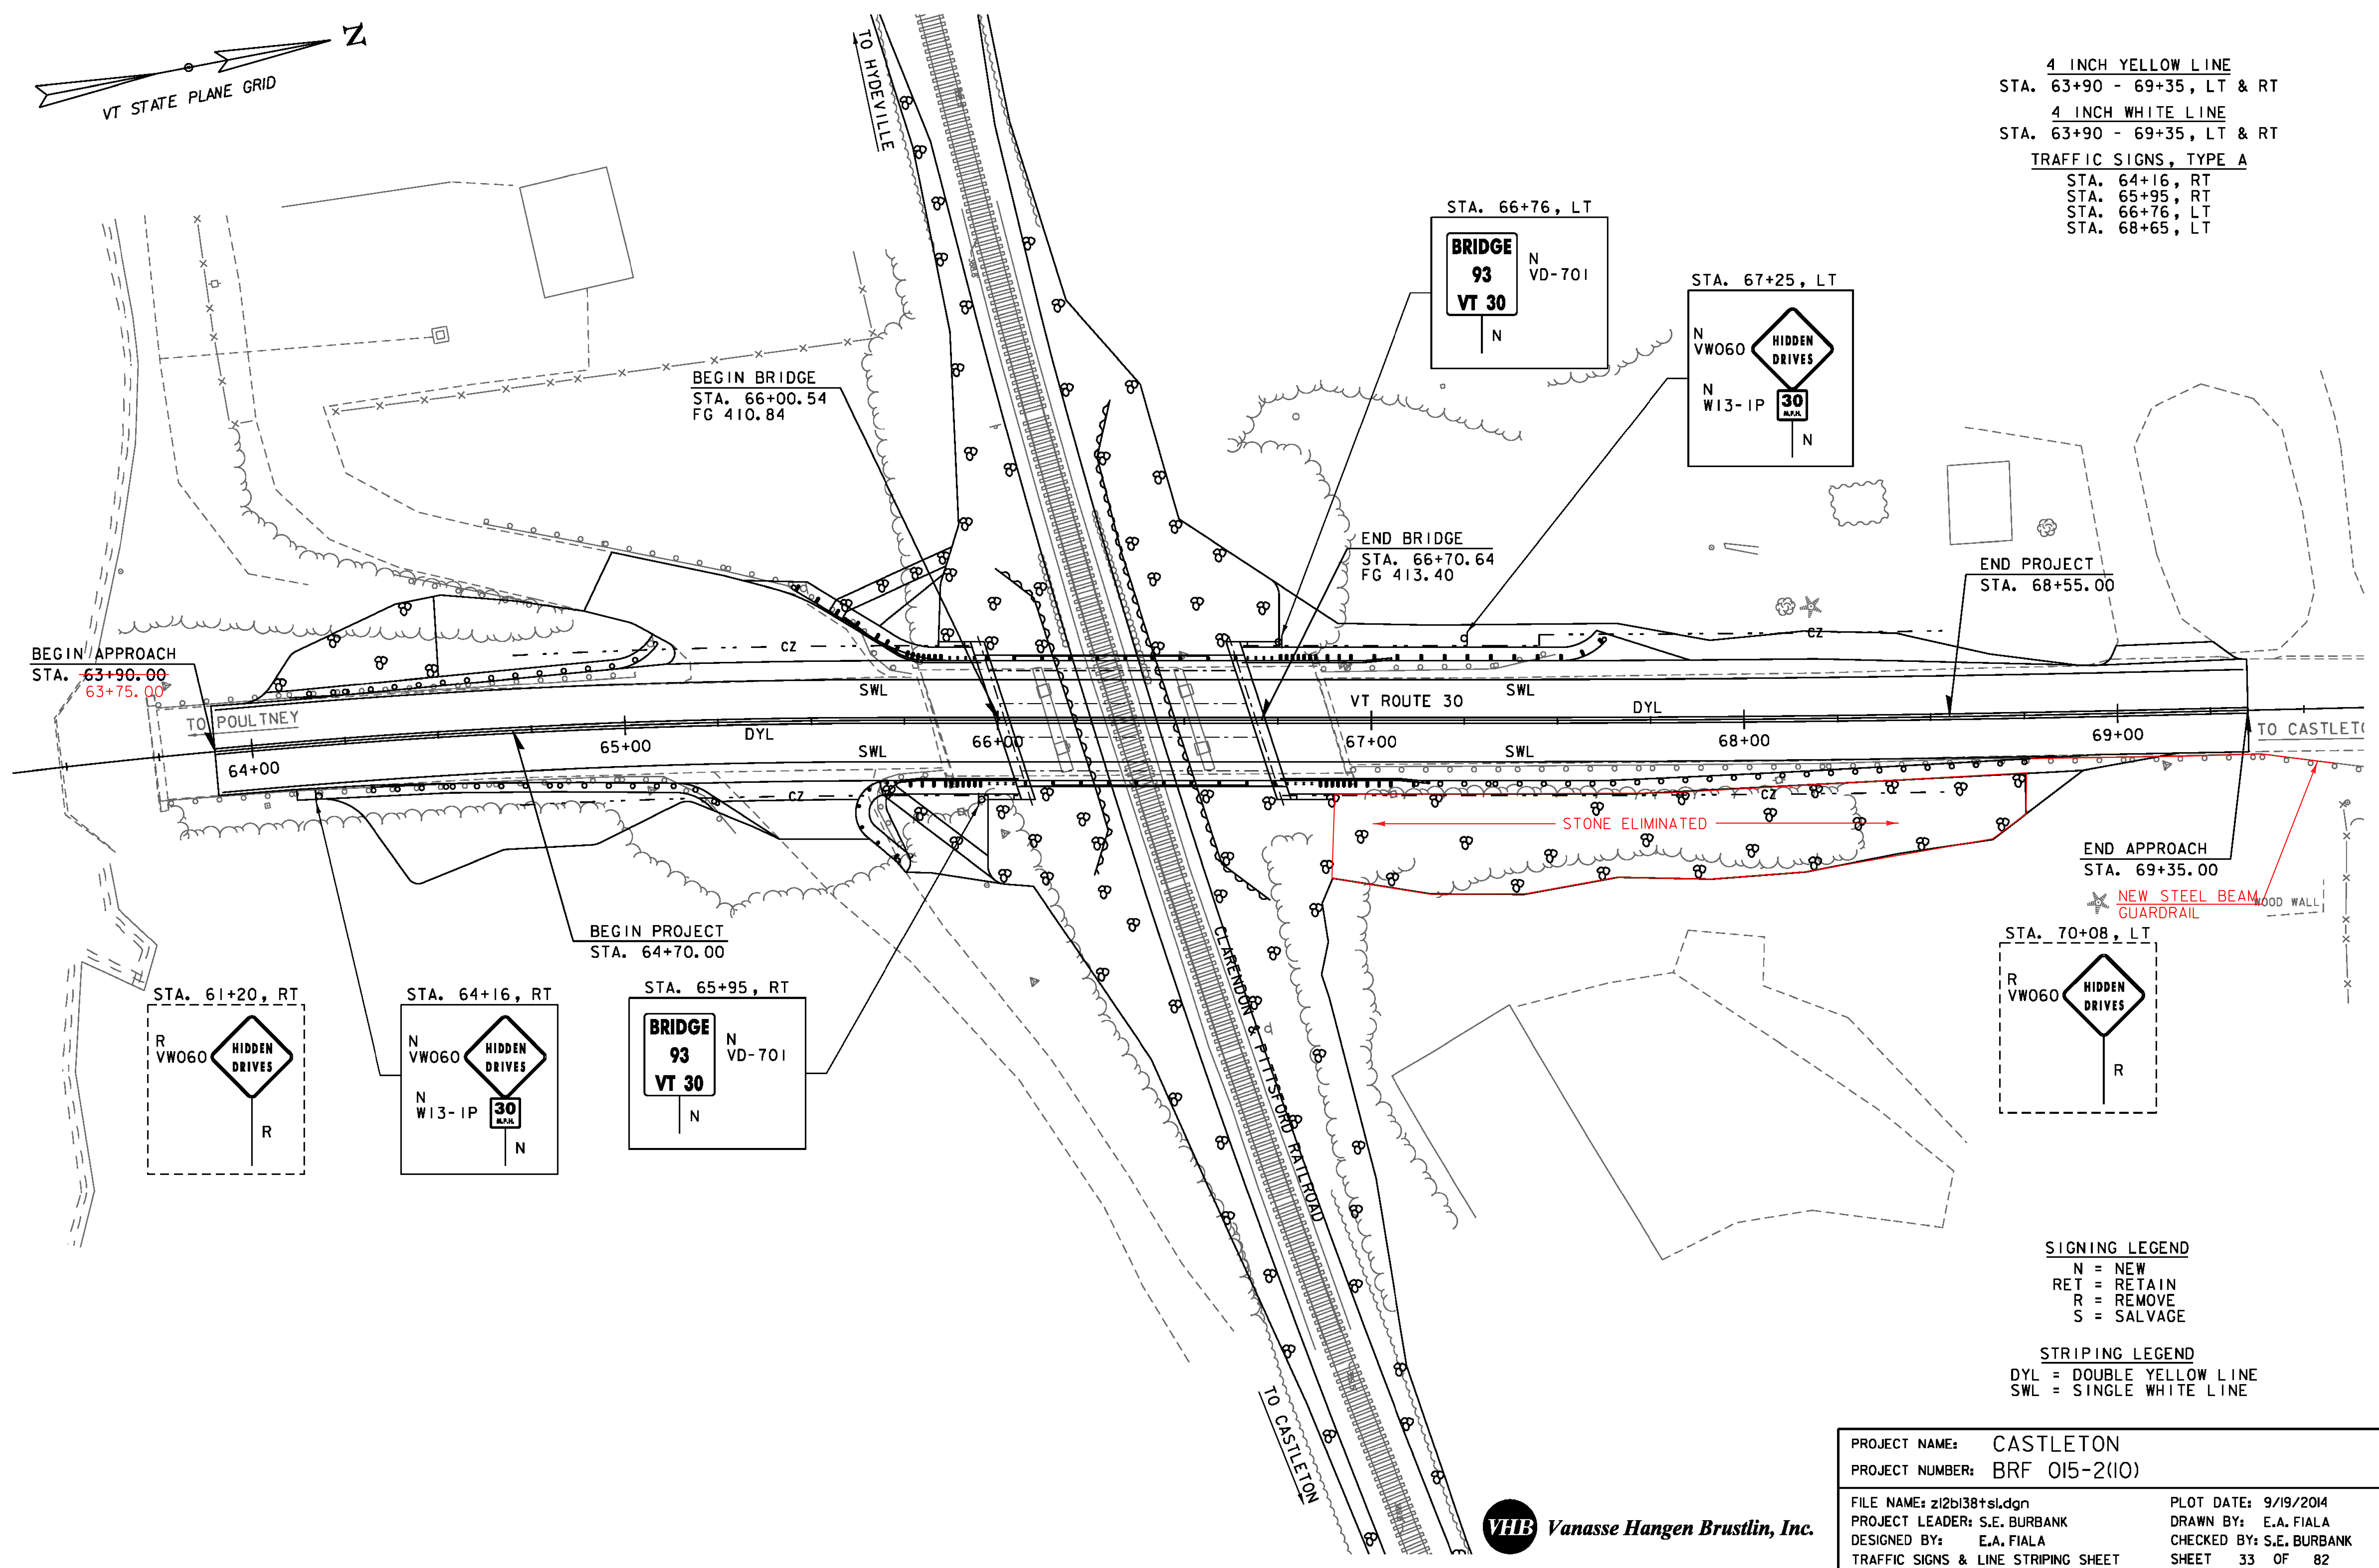 Z
VT STATE PLANE GRID
TO HYDEVILLE
4 INCH YELLOW LINE
STA. 63+90 - 69+35, LT & RT
4 INCH WHITE LINE
STA. 63+90 - 69+35, LT & RT
TRAFFIC SIGNS, TYPE A
STA. 64+16, RT
STA. 65+95, RT
STA. 66+76, LT
STA. 68+65, LT
STA. 66+76, LT
BRIDGE
93
VT 30
N
VD-701
N
STA. 67+25, LT
N
VW060
HIDDEN
DRIVES
N
W13-1P
30
M.P.H.
N
BEGIN BRIDGE
STA. 66+00.54
FG 410.84
END BRIDGE
STA. 66+70.64
FG 413.40
END PROJECT
STA. 68+55.00
BEGIN APPROACH
STA. 63+90.00
63+75.00
TO POULTNEY
CZ
SWL
VT ROUTE 30
SWL
DYL
CZ
64+00
65+00
DYL
SWL
66+00
67+00
SWL
68+00
69+00
TO CASTLETO
CZ
CZ
STONE ELIMINATED
END APPROACH
STA. 69+35.00
NEW STEEL BEAM
GUARDRAIL
WOOD WALL
BEGIN PROJECT
STA. 64+70.00
CLARENDON & PITTSFORD RAILROAD
STA. 61+20, RT
R
VW060
HIDDEN
DRIVES
R
STA. 64+16, RT
N
VW060
HIDDEN
DRIVES
N
W13-1P
30
M.P.H.
N
STA. 65+95, RT
BRIDGE
93
VT 30
N
VD-701
N
STA. 70+08, LT
R
VW060
HIDDEN
DRIVES
R
TO CASTLETON
SIGNING LEGEND
N = NEW
RET = RETAIN
R = REMOVE
S = SALVAGE
STRIPING LEGEND
DYL = DOUBLE YELLOW LINE
SWL = SINGLE WHITE LINE
VHB Vanasse Hangen Brustlin, Inc.
PROJECT NAME: CASTLETON
PROJECT NUMBER: BRF 015-2(10)
FILE NAME: z12b138tsl.dgn
PLOT DATE: 9/19/2014
PROJECT LEADER: S.E. BURBANK
DRAWN BY: E.A. FIALA
DESIGNED BY: E.A. FIALA
CHECKED BY: S.E. BURBANK
TRAFFIC SIGNS & LINE STRIPING SHEET
SHEET 33 OF 82